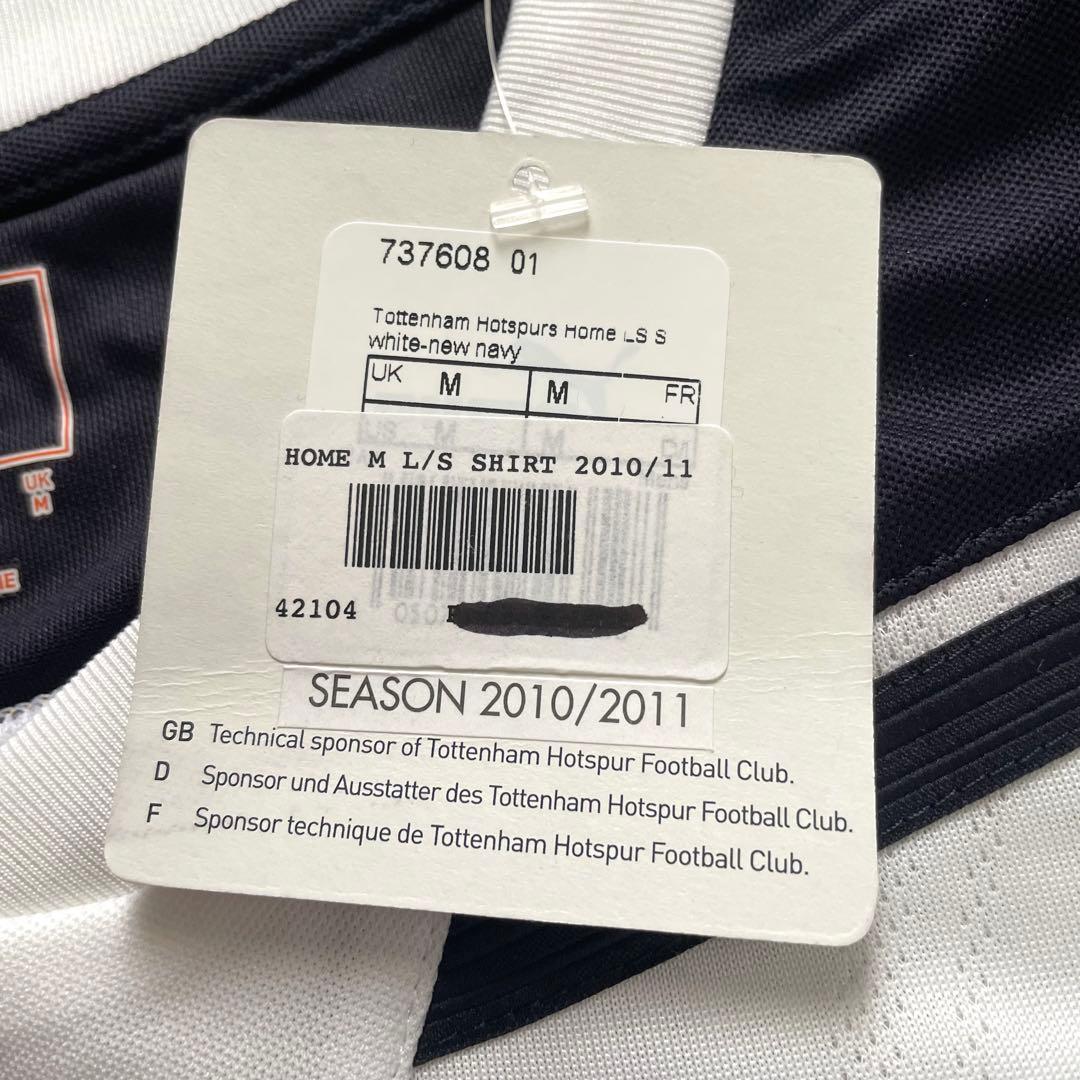 737608 01
Tottenham Hotspurs Home LS S
white-new navy
UK M M FR
US M M
HOME M L/S SHIRT 2010/11
42104
SEASON 2010/2011
GB Technical sponsor of Tottenham Hotspur Football Club.
D Sponsor und Ausstatter des Tottenham Hotspur Football Club.
F Sponsor technique de Tottenham Hotspur Football Club.
UK
M